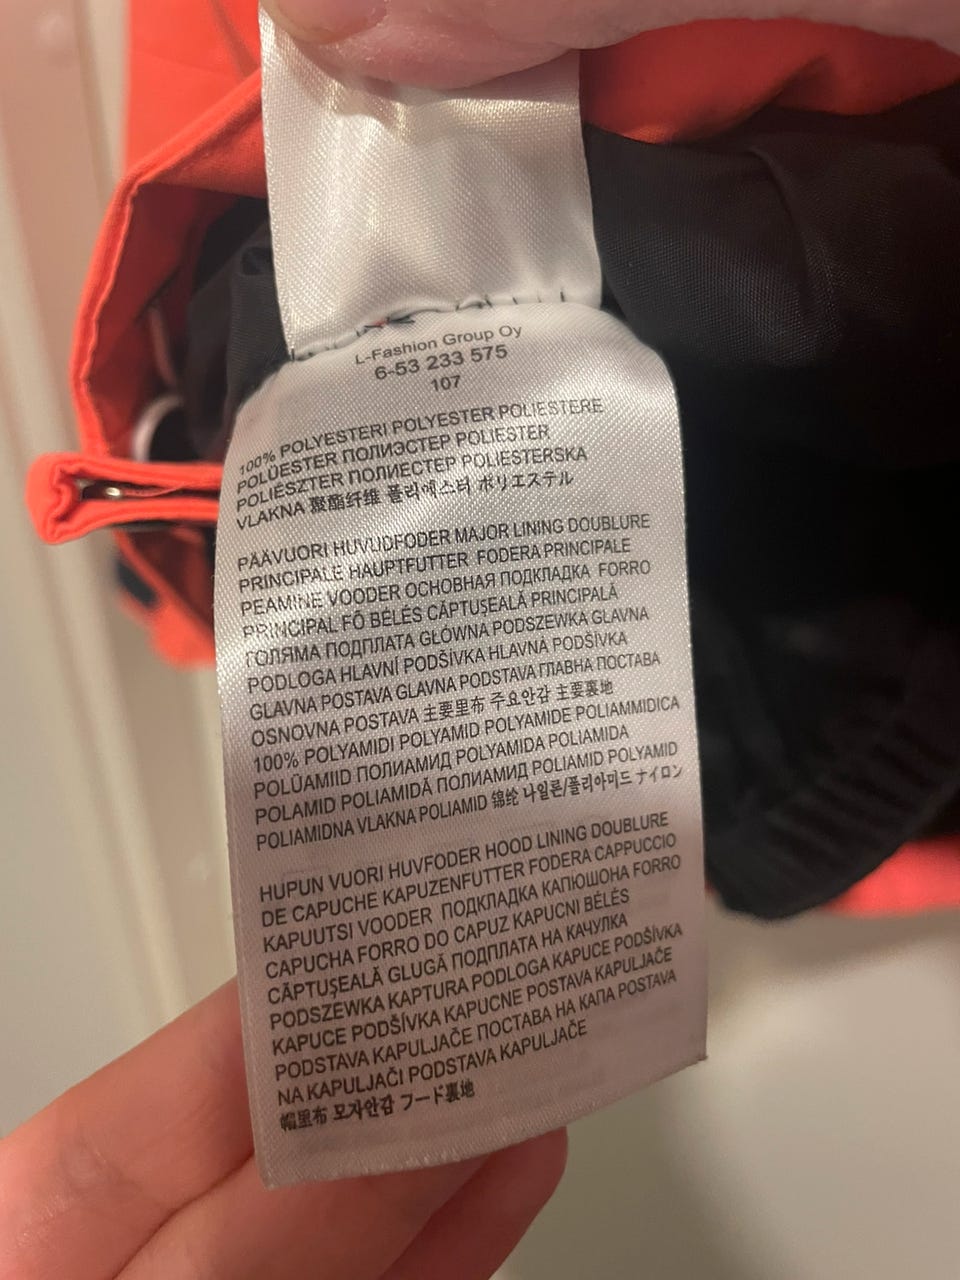 L-Fashion Group Oy
6-53 233 575
107
100% POLYESTERI POLYESTER POLIESTERE
POLÜESTER ПОЛИЭСТЕР POLIÉSTER
POLIÉSZTER ПОЛИЕСТЕР POLIESTERSKA
VLAKNA 聚酯纤维 폴리에스터 ポリエステル
PÄÄVUORI HUVUDFODER MAJOR LINING DOUBLURE
PRINCIPALE HAUPTFUTTER FODERA PRINCIPALE
PEAMINE VOODER ОСНОВНАЯ ПОДКЛАДКА FORRO
PRINCIPAL FŐ BÉLÉS CĂPTUŞEALĂ PRINCIPALĂ
ГОЛЯМА ПОДПЛАТА GŁÓWNA PODSZEWKA GLAVNA
PODLOGA HLAVNÍ PODŠÍVKA HLAVNA PODŠÍVKA
GLAVNA POSTAVA GLAVNA PODSTAVA ГЛАВНА ПОСТАВА
OSNOVNA POSTAVA 主要里布 주요안감 主要裏地
100% POLYAMIDI POLYAMID POLYAMIDE POLIAMMIDICA
POLÜAMIID ПОЛИАМИД POLYAMIDA POLIAMIDA
POLAMID POLIAMIDĂ ПОЛИАМИД POLIAMID POLYAMID
POLIAMIDNA VLAKNA POLIAMID 锦纶 나일론/폴리아미드 ナイロン
HUPUN VUORI HUVFODER HOOD LINING DOUBLURE
DE CAPUCHE KAPUZENFUTTER FODERA CAPPUCCIO
KAPUUTSI VOODER ПОДКЛАДКА КАПЮШОНА FORRO
CAPUCHA FORRO DO CAPUZ KAPUCNI BÉLÉS
CĂPTUŞEALĂ GLUGĂ ПОДПЛАТА НА КАЧУЛКА
PODSZEWKA KAPTURA PODLOGA KAPUCE PODŠÍVKA
KAPUCE PODŠÍVKA KAPUCNE POSTAVA KAPULJAČE
PODSTAVA KAPULJAČE ПОСТАВА НА КАПА POSTAVA
NA KAPULJAČI PODSTAVA KAPULJAČE
帽里布 모자안감 フード裏地